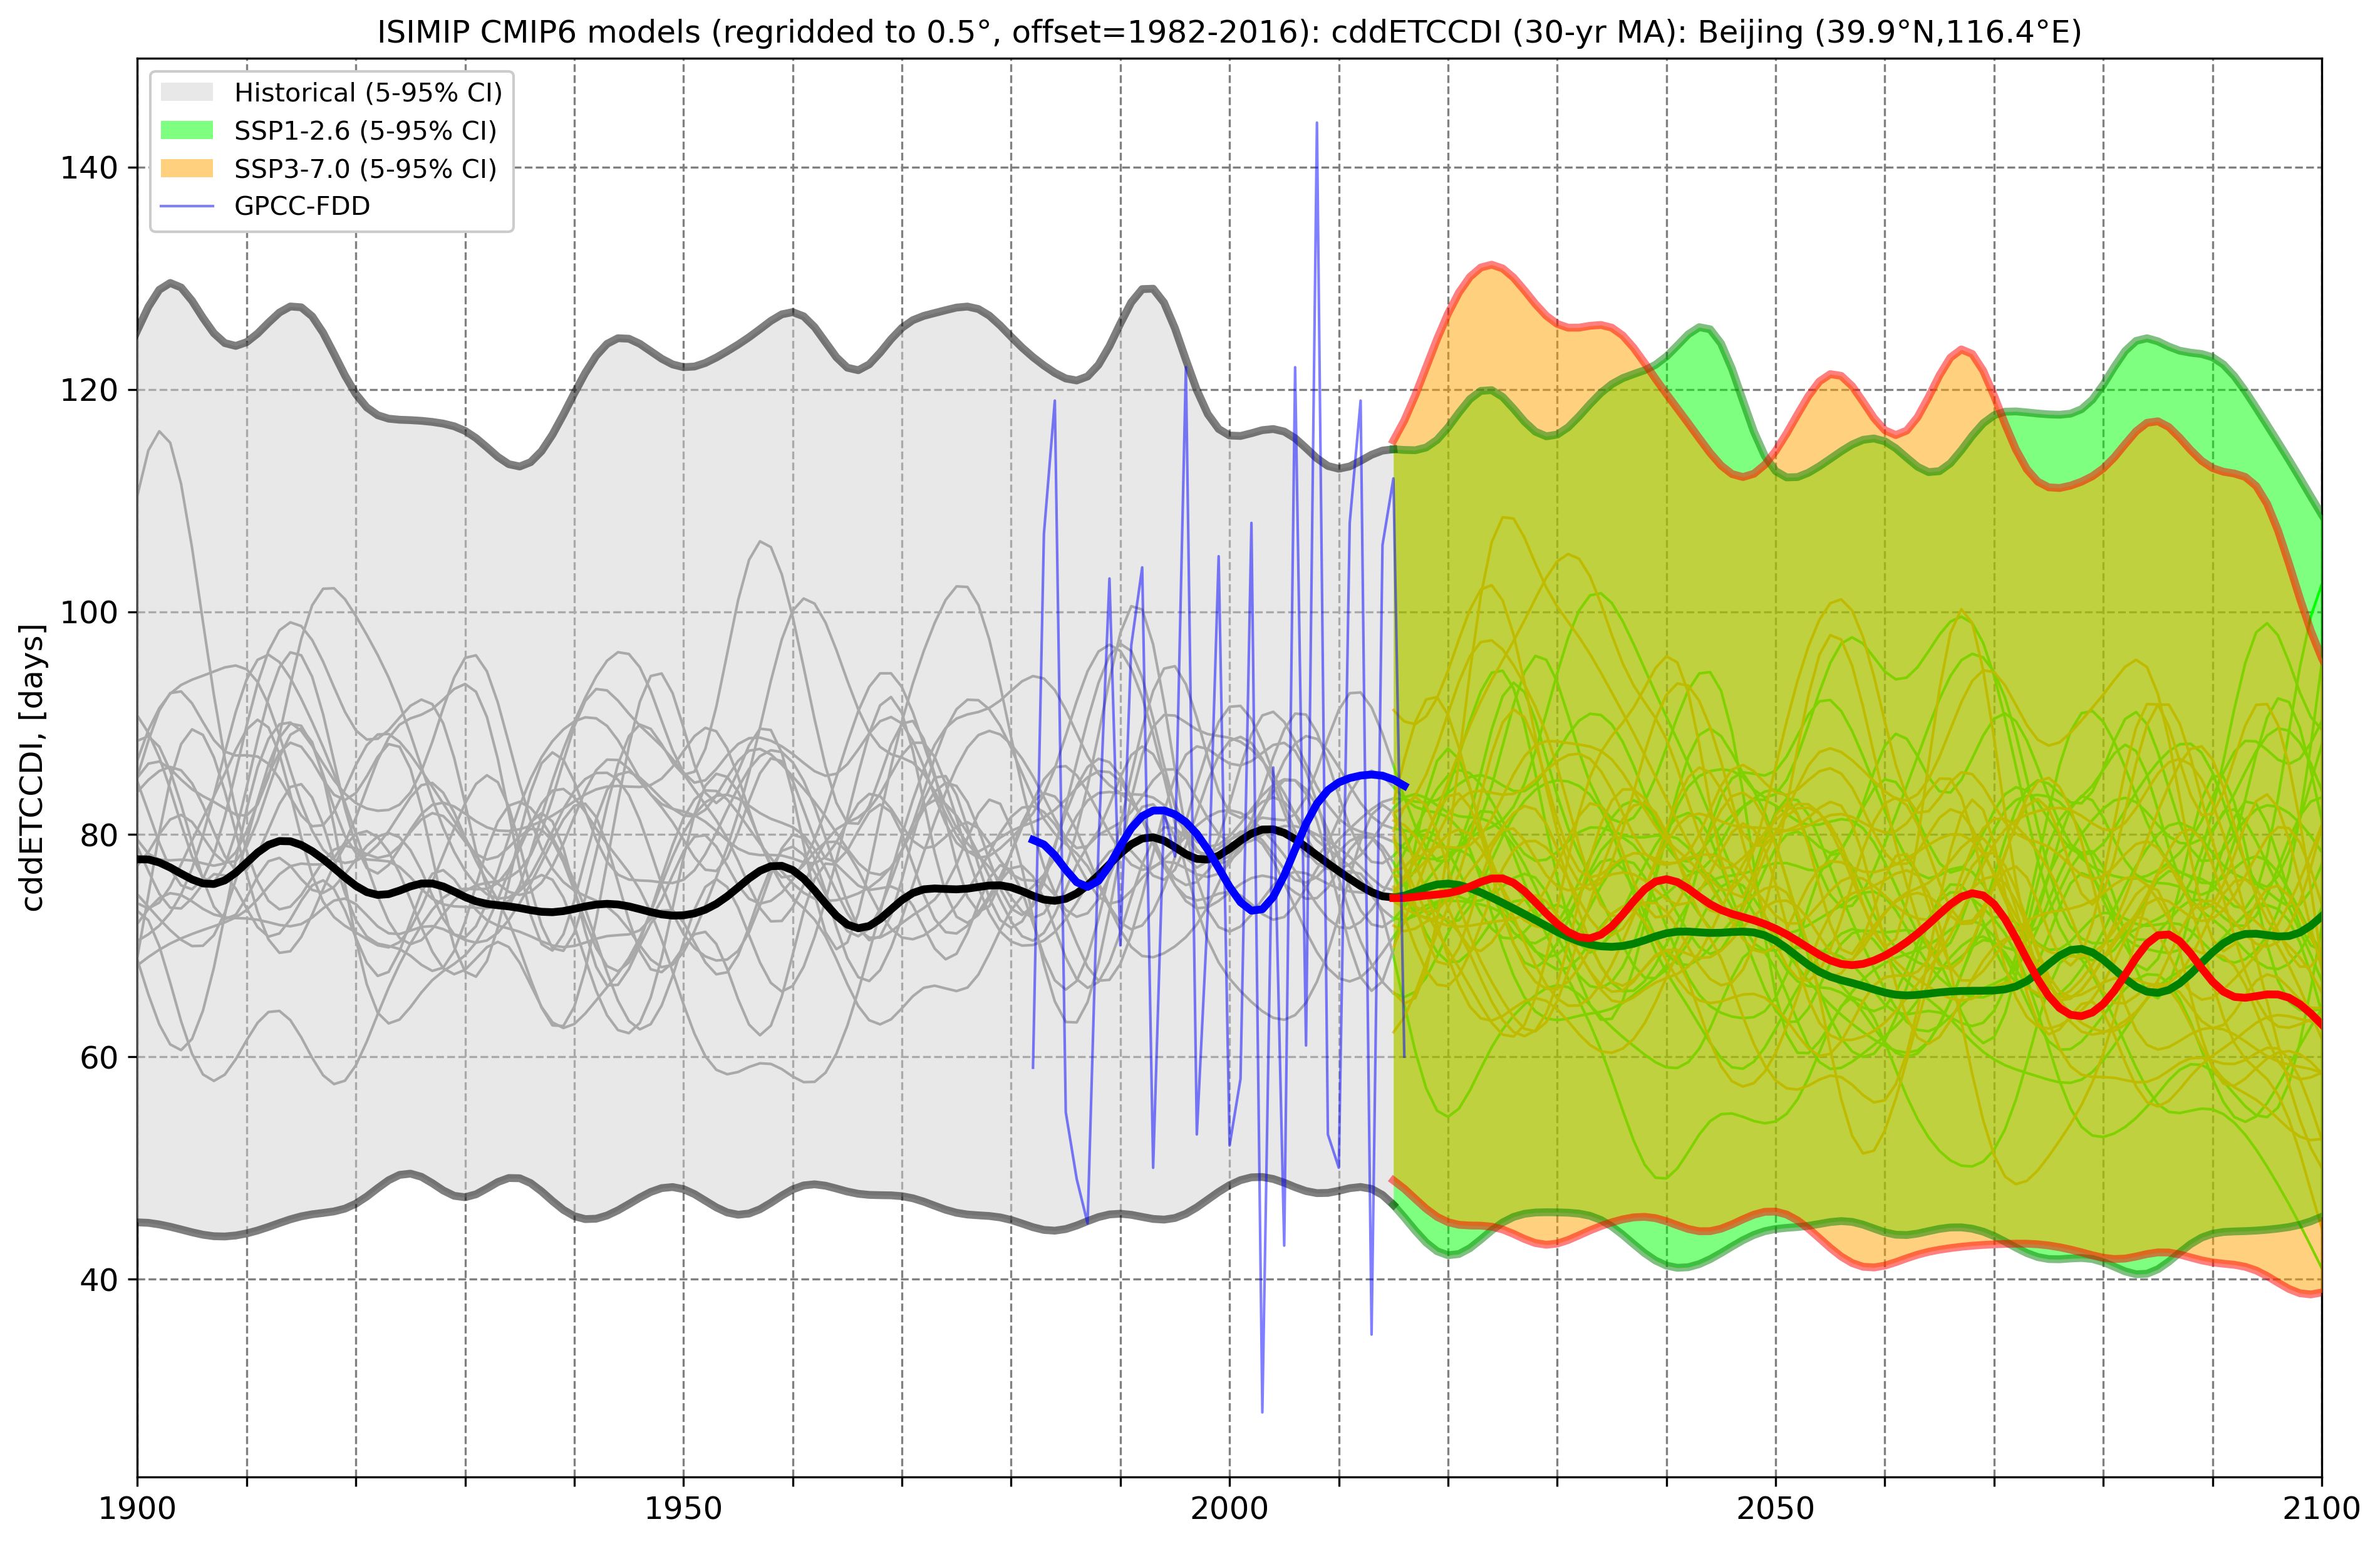 ISIMIP CMIP6 models (regridded to 0.5°, offset=1982-2016): cddETCCDI (30-yr MA): Beijing (39.9°N,116.4°E)
Historical (5-95% CI)
SSP1-2.6 (5-95% CI)
SSP3-7.0 (5-95% CI)
GPCC-FDD
cddETCCDI, [days]
140
120
100
80
60
40
1900
1950
2000
2050
2100